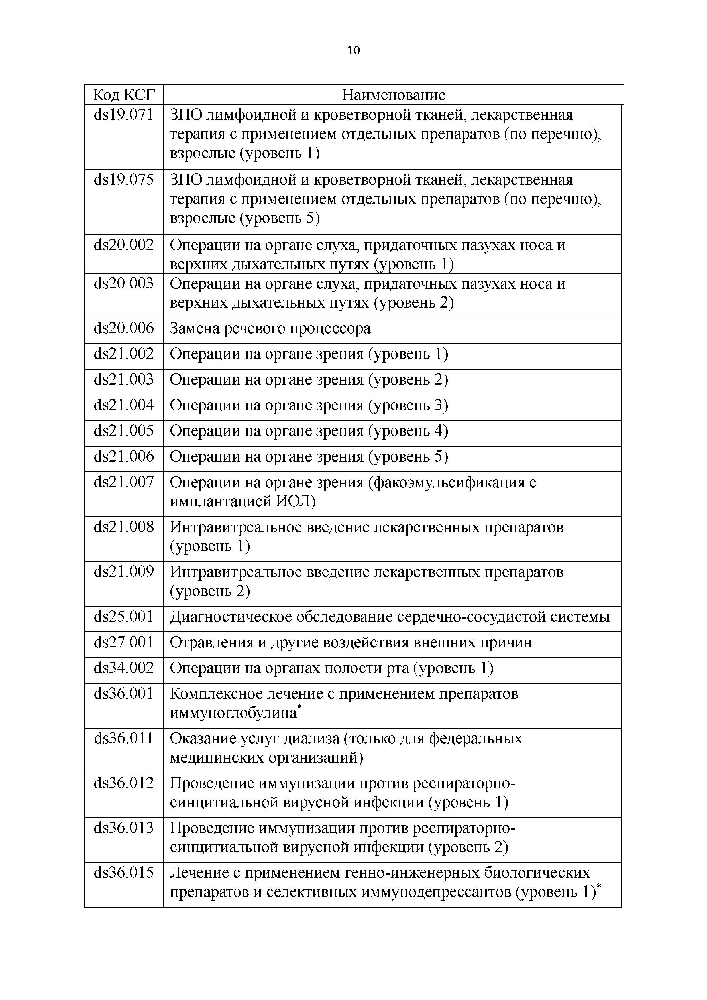 10
Код КСГ Наименование
ds19.071 ЗНО лимфоидной и кроветворной тканей, лекарственная
терапия с применением отдельных препаратов (по перечню),
взрослые (уровень 1)
ds19.075 ЗНО лимфоидной и кроветворной тканей, лекарственная
терапия с применением отдельных препаратов (по перечню),
взрослые (уровень 5)
ds20.002 Операции на органе слуха, придаточных пазухах носа и
верхних дыхательных путях (уровень 1)
ds20.003 Операции на органе слуха, придаточных пазухах носа и
верхних дыхательных путях (уровень 2)
ds20.006 Замена речевого процессора
ds21.002 Операции на органе зрения (уровень 1)
ds21.003 Операции на органе зрения (уровень 2)
ds21.004 Операции на органе зрения (уровень 3)
ds21.005 Операции на органе зрения (уровень 4)
ds21.006 Операции на органе зрения (уровень 5)
ds21.007 Операции на органе зрения (факоэмульсификация с
имплантацией ИОЛ)
ds21.008 Интравитреальное введение лекарственных препаратов
(уровень 1)
ds21.009 Интравитреальное введение лекарственных препаратов
(уровень 2)
ds25.001 Диагностическое обследование сердечно-сосудистой системы
ds27.001 Отравления и другие воздействия внешних причин
ds34.002 Операции на органах полости рта (уровень 1)
ds36.001 Комплексное лечение с применением препаратов
иммуноглобулина*
ds36.011 Оказание услуг диализа (только для федеральных
медицинских организаций)
ds36.012 Проведение иммунизации против респираторно-
синцитиальной вирусной инфекции (уровень 1)
ds36.013 Проведение иммунизации против респираторно-
синцитиальной вирусной инфекции (уровень 2)
ds36.015 Лечение с применением генно-инженерных биологических
препаратов и селективных иммунодепрессантов (уровень 1)*